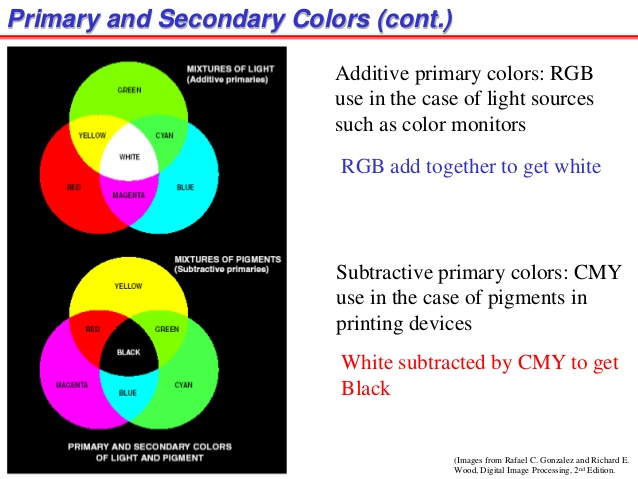 Primary and Secondary Colors (cont.)
MIXTURES OF LIGHT
(Additive primaries)
GREEN
YELLOW
CYAN
WHITE
RED
BLUE
MAGENTA
Additive primary colors: RGB
use in the case of light sources
such as color monitors
RGB add together to get white
MIXTURES OF PIGMENTS
(Subtractive primaries)
YELLOW
RED
GREEN
BLACK
MAGENTA
BLUE
CYAN
PRIMARY AND SECONDARY COLORS
OF LIGHT AND PIGMENT
Subtractive primary colors: CMY
use in the case of pigments in
printing devices
White subtracted by CMY to get
Black
(Images from Rafael C. Gonzalez and Richard E.
Wood, Digital Image Processing, 2nd Edition.